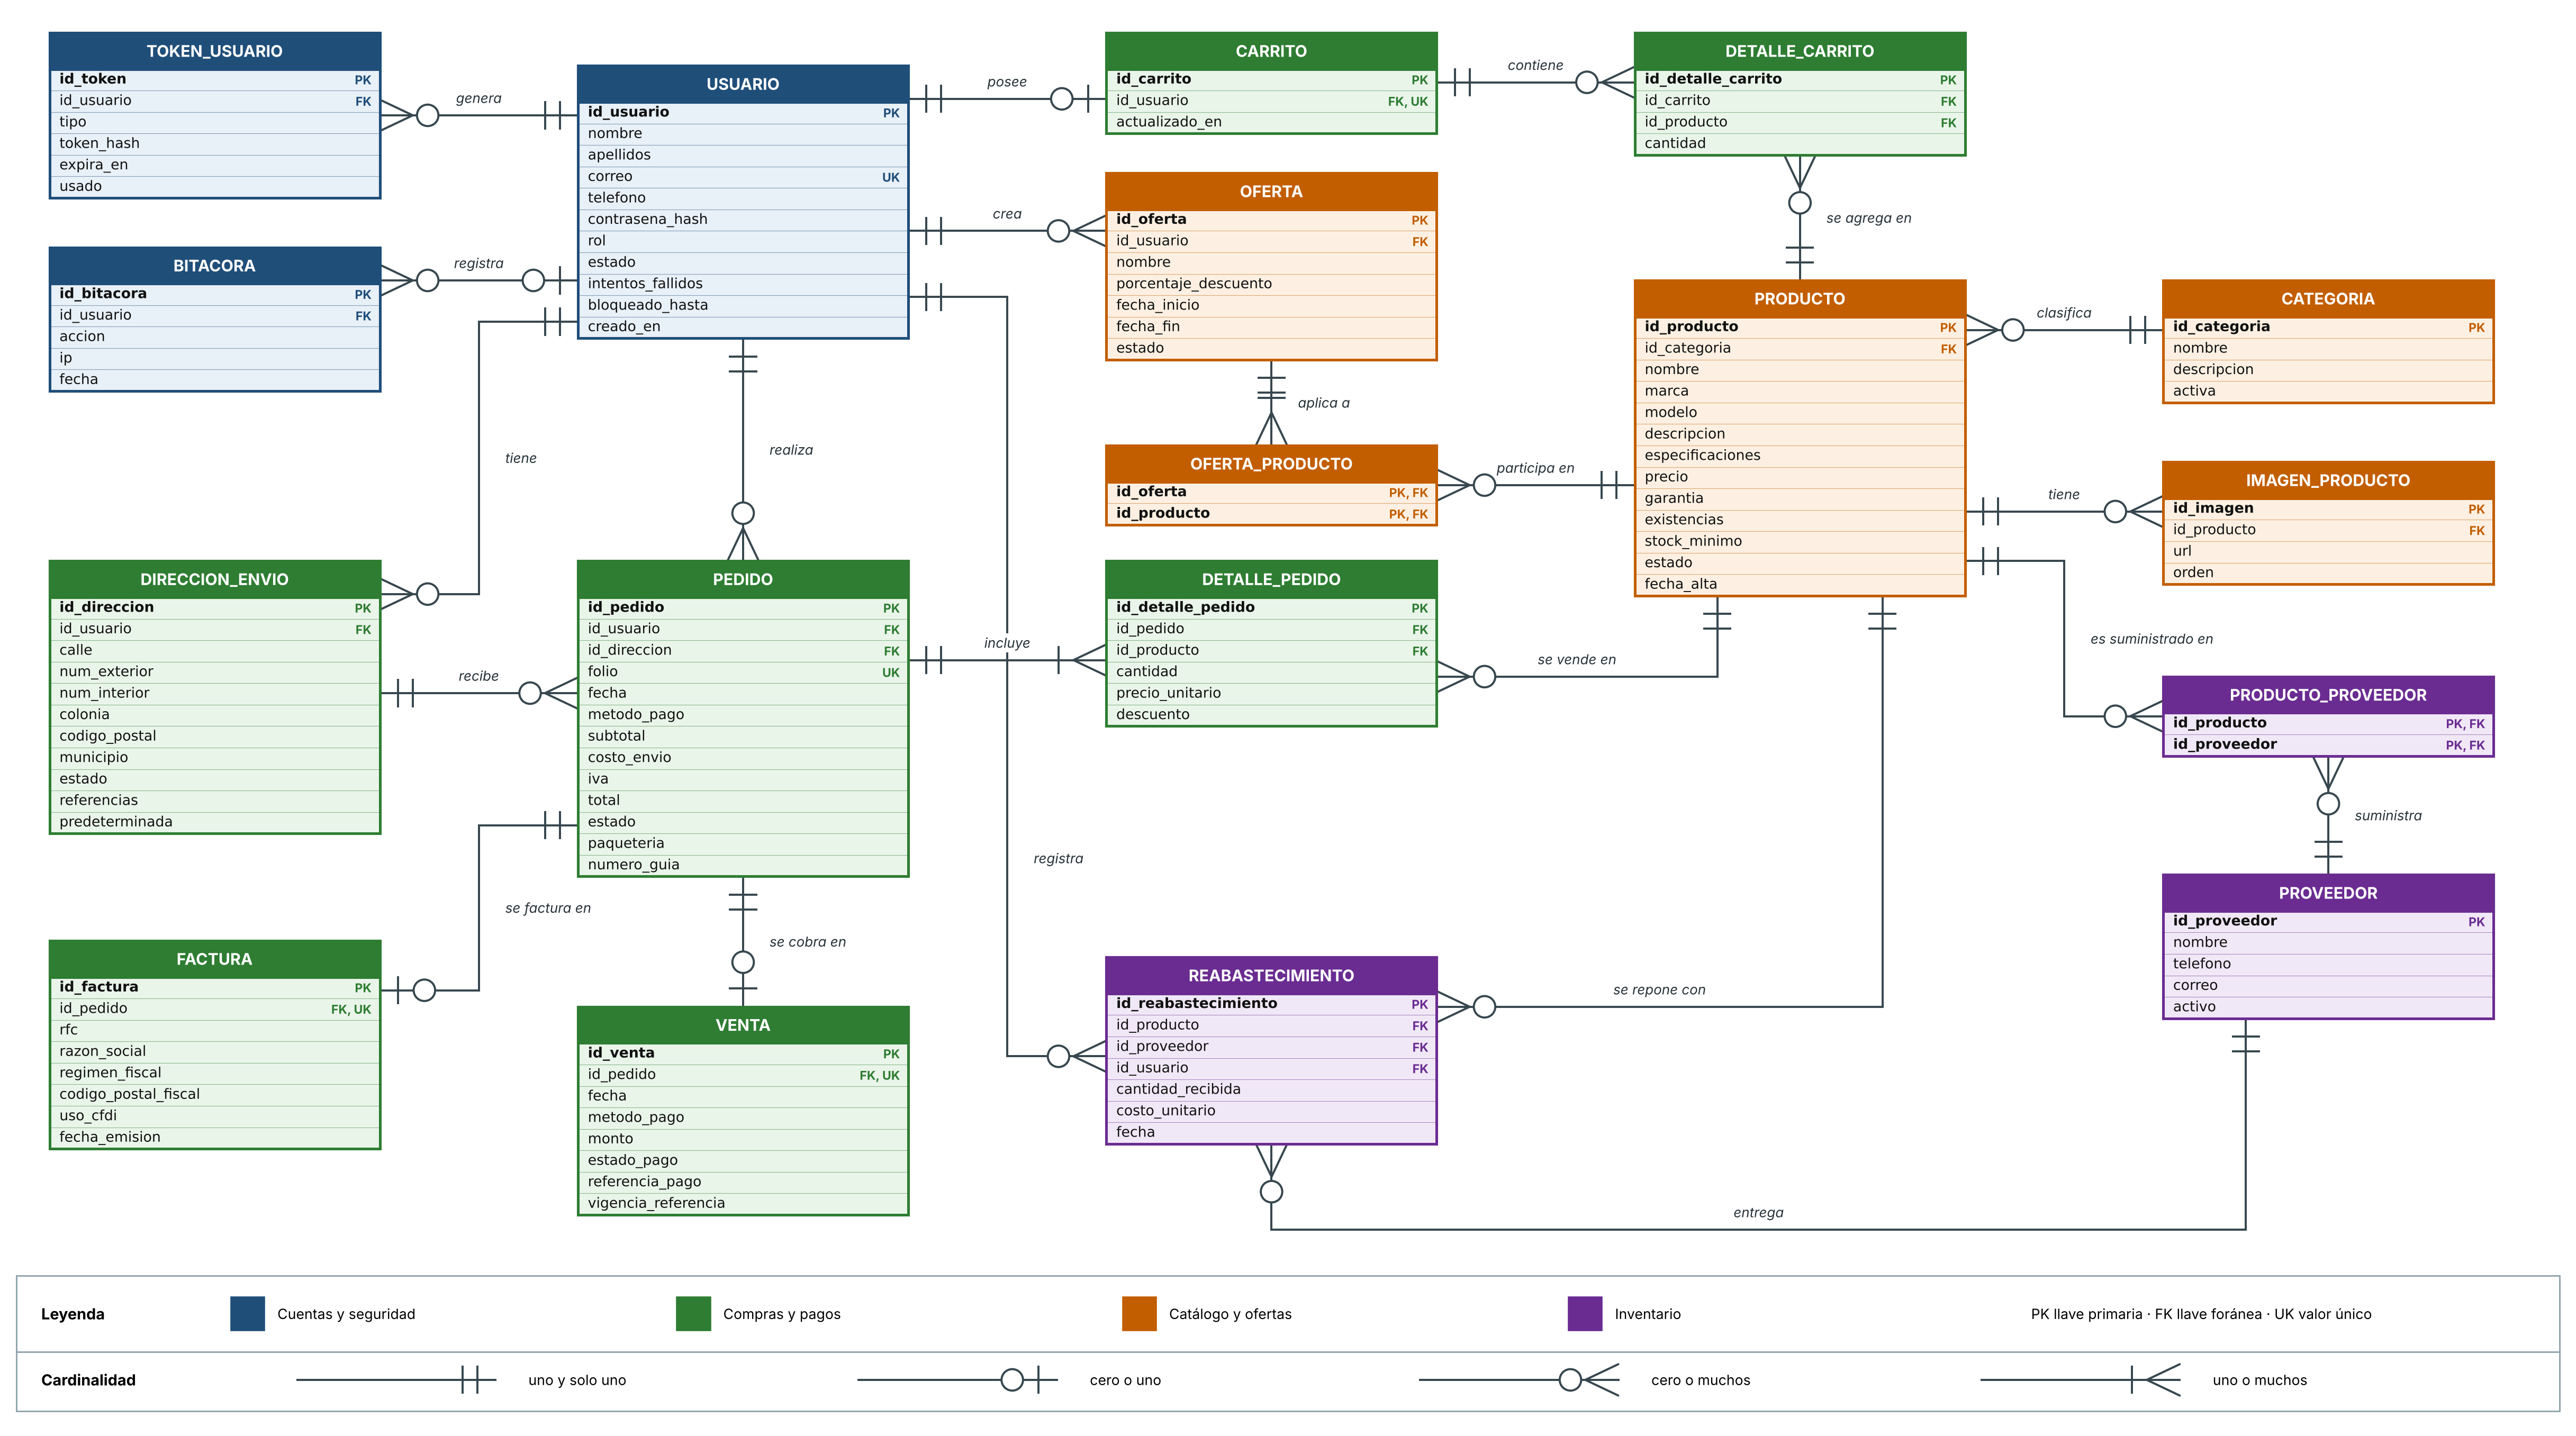 TOKEN_USUARIO
id_token PK
id_usuario FK
tipo
token_hash
expira_en
usado
genera
USUARIO
id_usuario PK
nombre
apellidos
correo UK
telefono
contrasena_hash
rol
estado
intentos_fallidos
bloqueado_hasta
creado_en
posee
CARRITO
id_carrito PK
id_usuario FK, UK
actualizado_en
contiene
DETALLE_CARRITO
id_detalle_carrito PK
id_carrito FK
id_producto FK
cantidad
BITACORA
id_bitacora PK
id_usuario FK
accion
ip
fecha
registra
crea
OFERTA
id_oferta PK
id_usuario FK
nombre
porcentaje_descuento
fecha_inicio
fecha_fin
estado
se agrega en
PRODUCTO
id_producto PK
id_categoria FK
nombre
marca
modelo
descripcion
especificaciones
precio
garantia
existencias
stock_minimo
estado
fecha_alta
clasifica
CATEGORIA
id_categoria PK
nombre
descripcion
activa
tiene
realiza
aplica a
OFERTA_PRODUCTO
id_oferta PK, FK
id_producto PK, FK
participa en
tiene
IMAGEN_PRODUCTO
id_imagen PK
id_producto FK
url
orden
DIRECCION_ENVIO
id_direccion PK
id_usuario FK
calle
num_exterior
num_interior
colonia
codigo_postal
municipio
estado
referencias
predeterminada
recibe
PEDIDO
id_pedido PK
id_usuario FK
id_direccion FK
folio UK
fecha
metodo_pago
subtotal
costo_envio
iva
total
estado
paqueteria
numero_guia
incluye
DETALLE_PEDIDO
id_detalle_pedido PK
id_pedido FK
id_producto FK
cantidad
precio_unitario
descuento
se vende en
es suministrado en
PRODUCTO_PROVEEDOR
id_producto PK, FK
id_proveedor PK, FK
suministra
registra
se factura en
se cobra en
FACTURA
id_factura PK
id_pedido FK, UK
rfc
razon_social
regimen_fiscal
codigo_postal_fiscal
uso_cfdi
fecha_emision
VENTA
id_venta PK
id_pedido FK, UK
fecha
metodo_pago
monto
estado_pago
referencia_pago
vigencia_referencia
REABASTECIMIENTO
id_reabastecimiento PK
id_producto FK
id_proveedor FK
id_usuario FK
cantidad_recibida
costo_unitario
fecha
se repone con
PROVEEDOR
id_proveedor PK
nombre
telefono
correo
activo
entrega
Leyenda Cuentas y seguridad Compras y pagos Catálogo y ofertas Inventario PK llave primaria · FK llave foránea · UK valor único
Cardinalidad uno y solo uno cero o uno cero o muchos uno o muchos